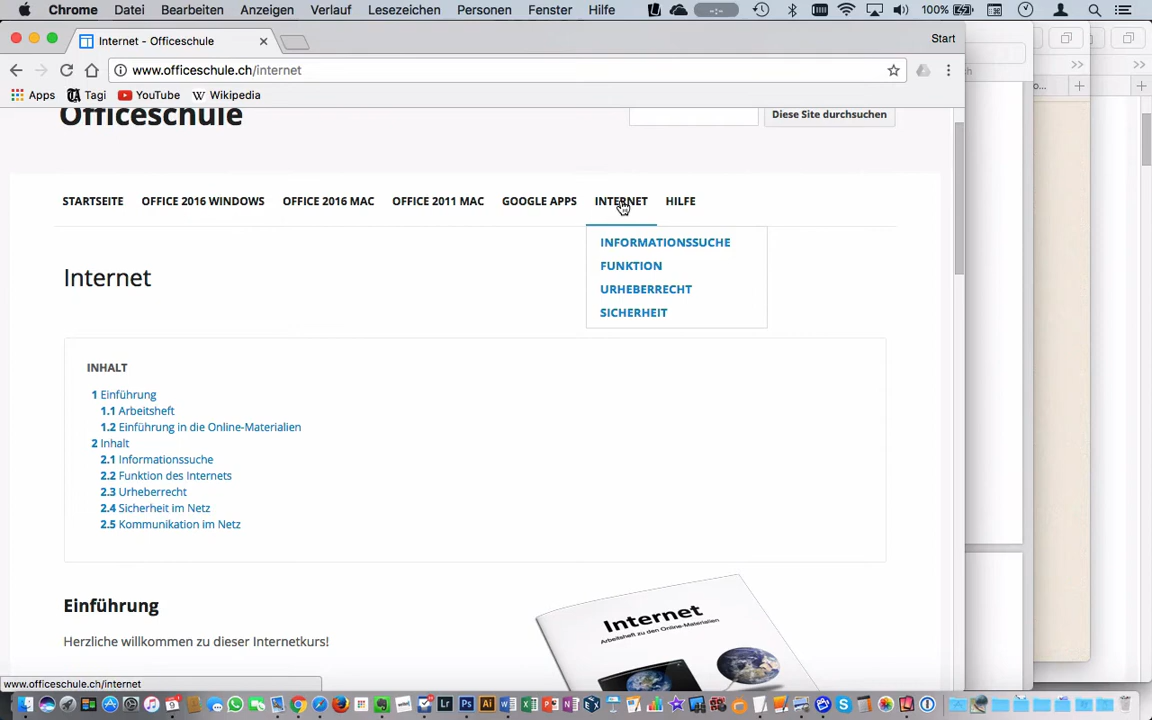 Chrome Datei Bearbeiten Anzeigen Verlauf Lesezeichen Personen Fenster Hilfe 100%
Internet - Officeschule Start
www.officeschule.ch/internet
Apps Tagi YouTube Wikipedia
Officeschule Diese Site durchsuchen
STARTSEITE OFFICE 2016 WINDOWS OFFICE 2016 MAC OFFICE 2011 MAC GOOGLE APPS INTERNET HILFE
INFORMATIONSSUCHE
FUNKTION
URHEBERRECHT
SICHERHEIT
Internet
INHALT
1 Einführung
1.1 Arbeitsheft
1.2 Einführung in die Online-Materialien
2 Inhalt
2.1 Informationssuche
2.2 Funktion des Internets
2.3 Urheberrecht
2.4 Sicherheit im Netz
2.5 Kommunikation im Netz
Einführung
Herzliche willkommen zu dieser Internetkurs!
Internet
Arbeitsheft zu den Online-Materialien
www.officeschule.ch/internet